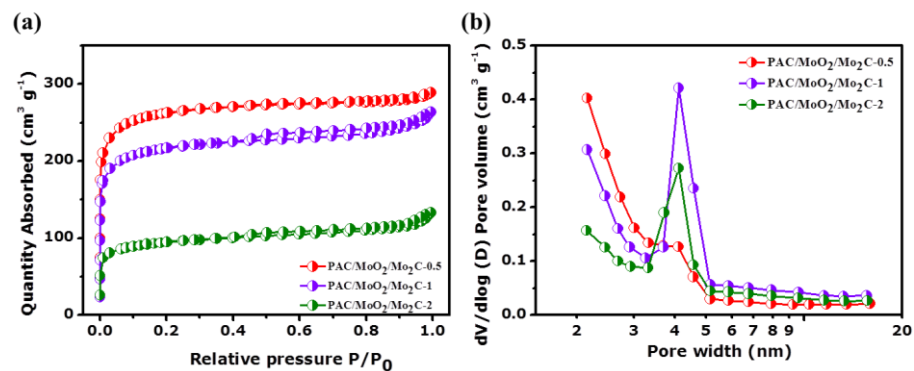 (a)
Quantity Absorbed (cm³ g⁻¹)
300
200
100
0
0.0 0.2 0.4 0.6 0.8 1.0
Relative pressure P/P₀
PAC/MoO₂/Mo₂C-0.5
PAC/MoO₂/Mo₂C-1
PAC/MoO₂/Mo₂C-2
(b)
dV/dlog (D) Pore volume (cm³ g⁻¹)
0.5
0.4
0.3
0.2
0.1
0.0
2 3 4 5 6 7 8 9 20
Pore width (nm)
PAC/MoO₂/Mo₂C-0.5
PAC/MoO₂/Mo₂C-1
PAC/MoO₂/Mo₂C-2